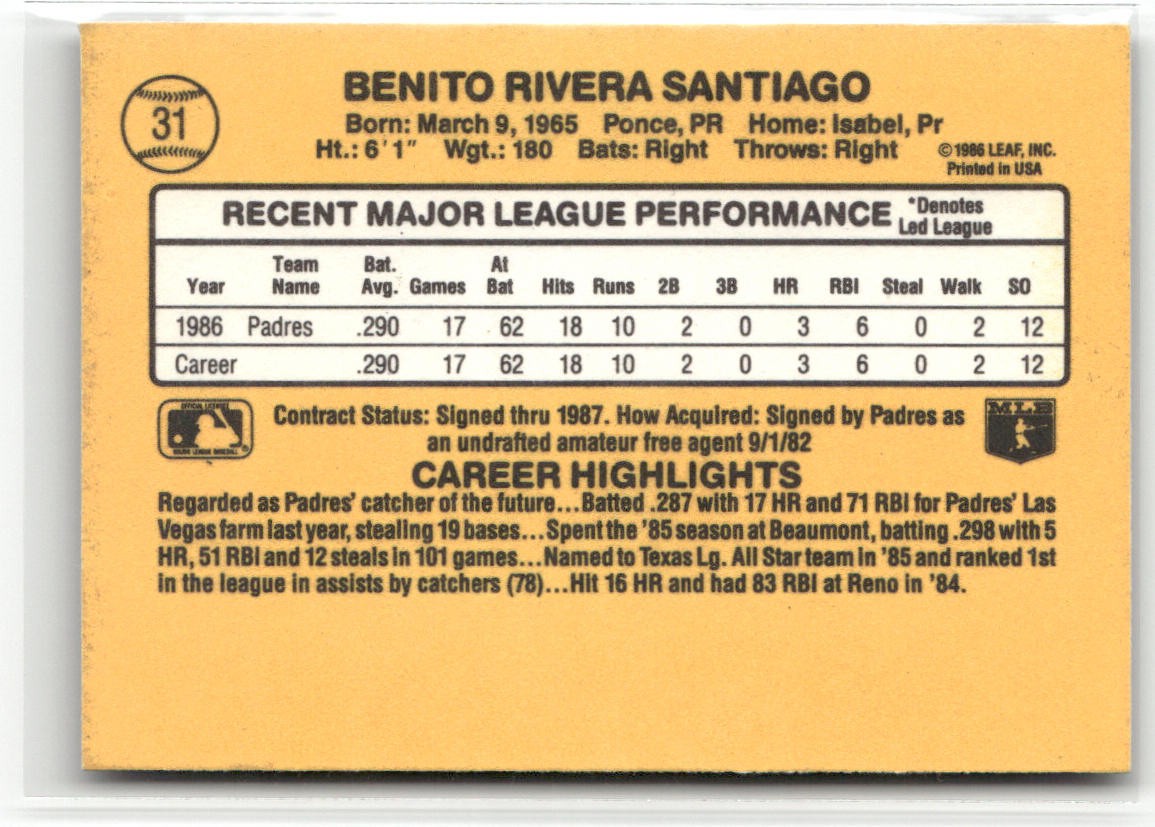 31
BENITO RIVERA SANTIAGO
Born: March 9, 1965 Ponce, PR Home: Isabel, Pr
Ht.: 6'1" Wgt.: 180 Bats: Right Throws: Right
©1986 LEAF, INC.
Printed in USA
RECENT MAJOR LEAGUE PERFORMANCE
*Denotes
Led League
Year Team Name Bat. Avg. Games At Bat Hits Runs 2B 3B HR RBI Steal Walk SO
1986 Padres .290 17 62 18 10 2 0 3 6 0 2 12
Career .290 17 62 18 10 2 0 3 6 0 2 12
OFFICIAL LICENSEE
MAJOR LEAGUE BASEBALL
®
Contract Status: Signed thru 1987. How Acquired: Signed by Padres as
an undrafted amateur free agent 9/1/82
MLB
CAREER HIGHLIGHTS
Regarded as Padres' catcher of the future...Batted .287 with 17 HR and 71 RBI for Padres' Las
Vegas farm last year, stealing 19 bases...Spent the '85 season at Beaumont, batting .298 with 5
HR, 51 RBI and 12 steals in 101 games...Named to Texas Lg. All Star team in '85 and ranked 1st
in the league in assists by catchers (78)...Hit 16 HR and had 83 RBI at Reno in '84.